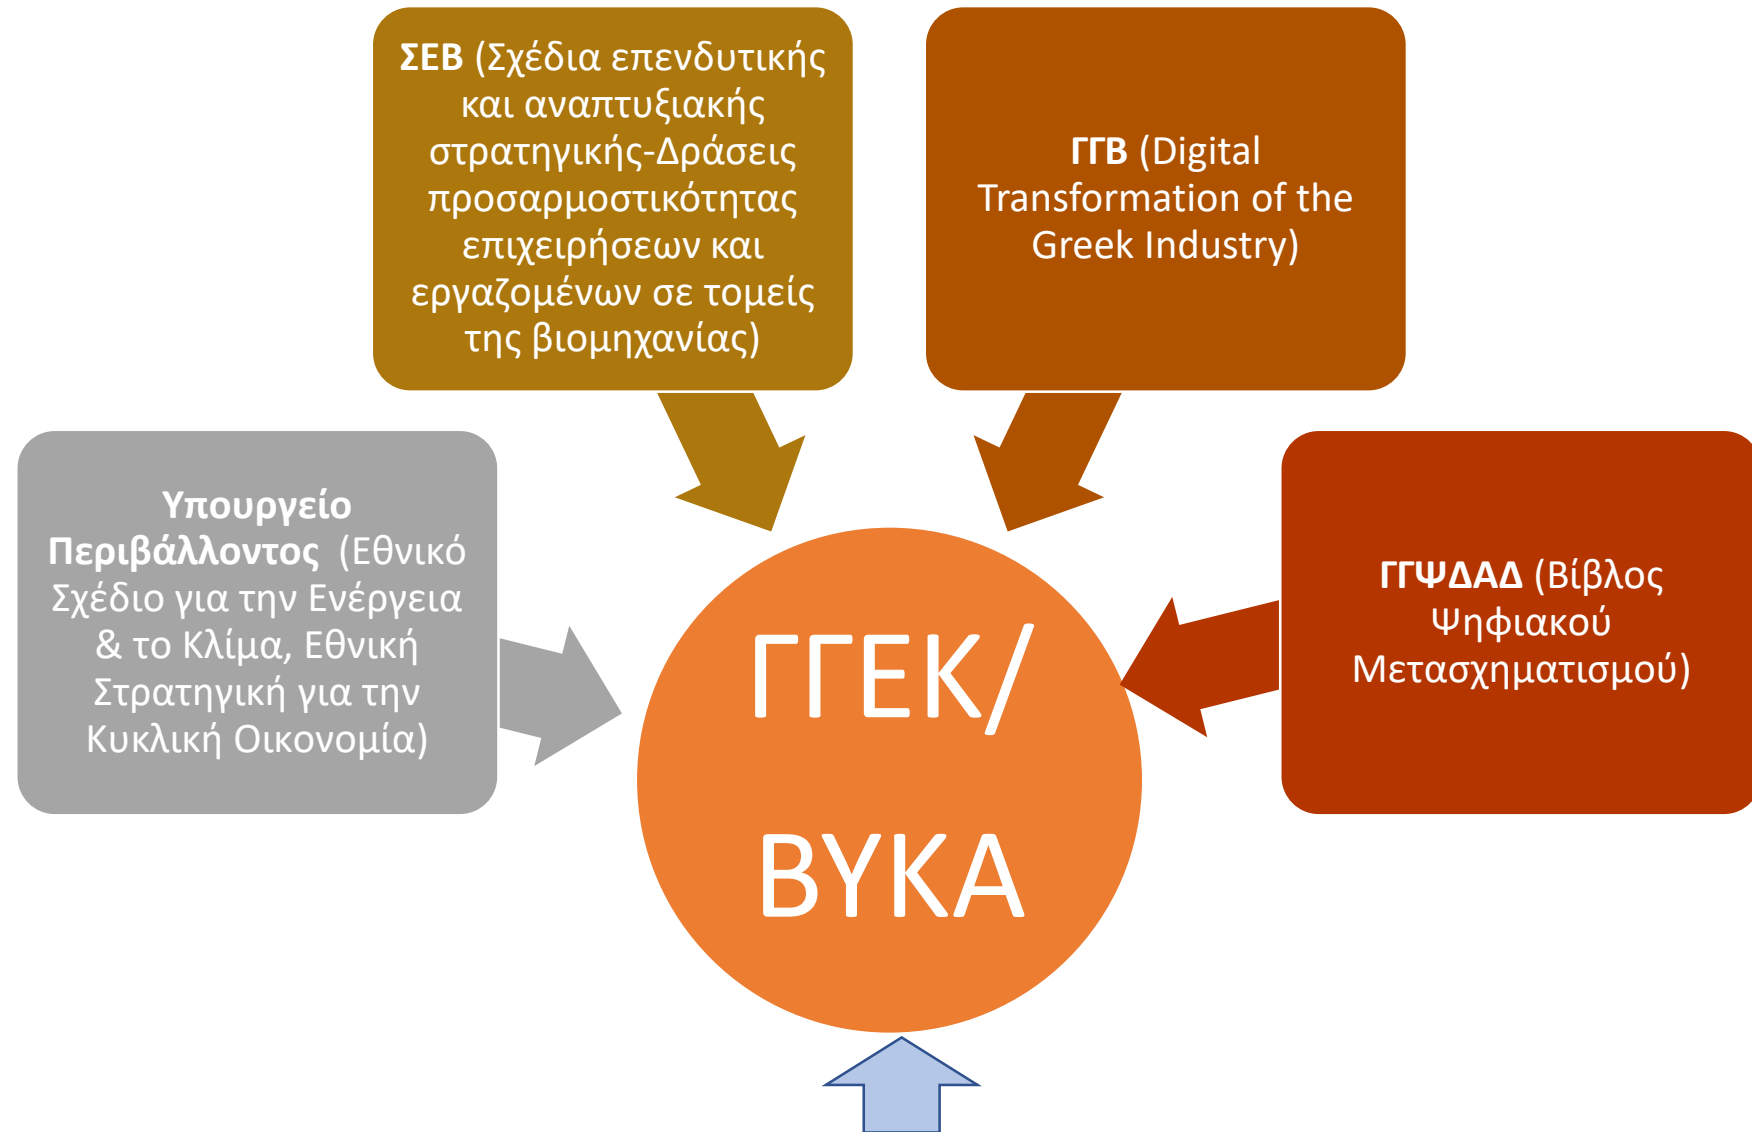 ΣΕΒ (Σχέδια επενδυτικής
και αναπτυξιακής
στρατηγικής-Δράσεις
προσαρμοστικότητας
επιχειρήσεων και
εργαζομένων σε τομείς
της βιομηχανίας)
ΓΓΒ (Digital
Transformation of the
Greek Industry)
Υπουργείο
Περιβάλλοντος (Εθνικό
Σχέδιο για την Ενέργεια
& το Κλίμα, Εθνική
Στρατηγική για την
Κυκλική Οικονομία)
ΓΓΨΔΑΔ (Βίβλος
Ψηφιακού
Μετασχηματισμού)
ΓΓΕΚ/
ΒΥΚΑ